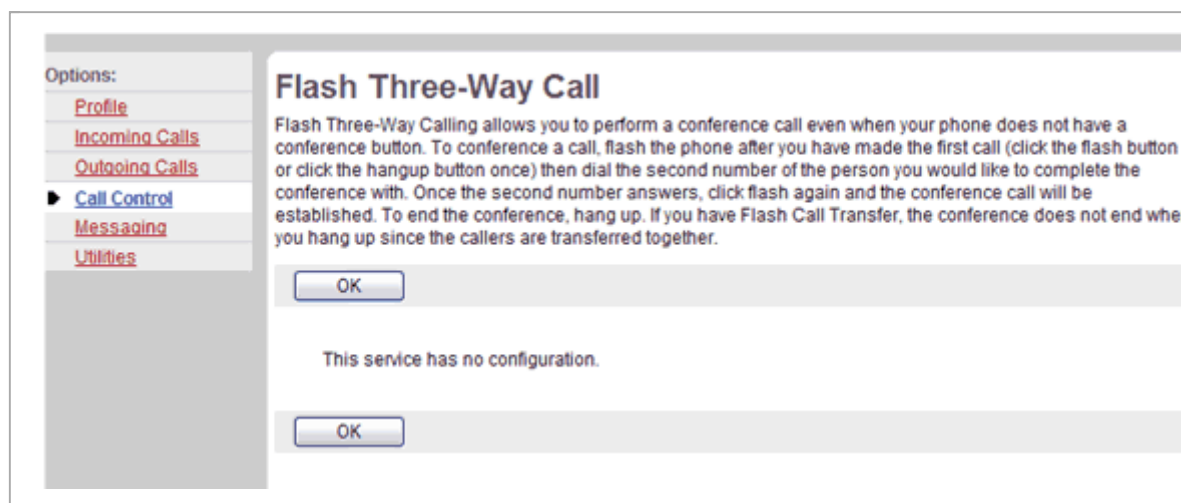 Options:
Profile
Incoming Calls
Outgoing Calls
Call Control
Messaging
Utilities
Flash Three-Way Call
Flash Three-Way Calling allows you to perform a conference call even when your phone does not have a
conference button. To conference a call, flash the phone after you have made the first call (click the flash button
or click the hangup button once) then dial the second number of the person you would like to complete the
conference with. Once the second number answers, click flash again and the conference call will be
established. To end the conference, hang up. If you have Flash Call Transfer, the conference does not end whe
you hang up since the callers are transferred together.
OK
This service has no configuration.
OK